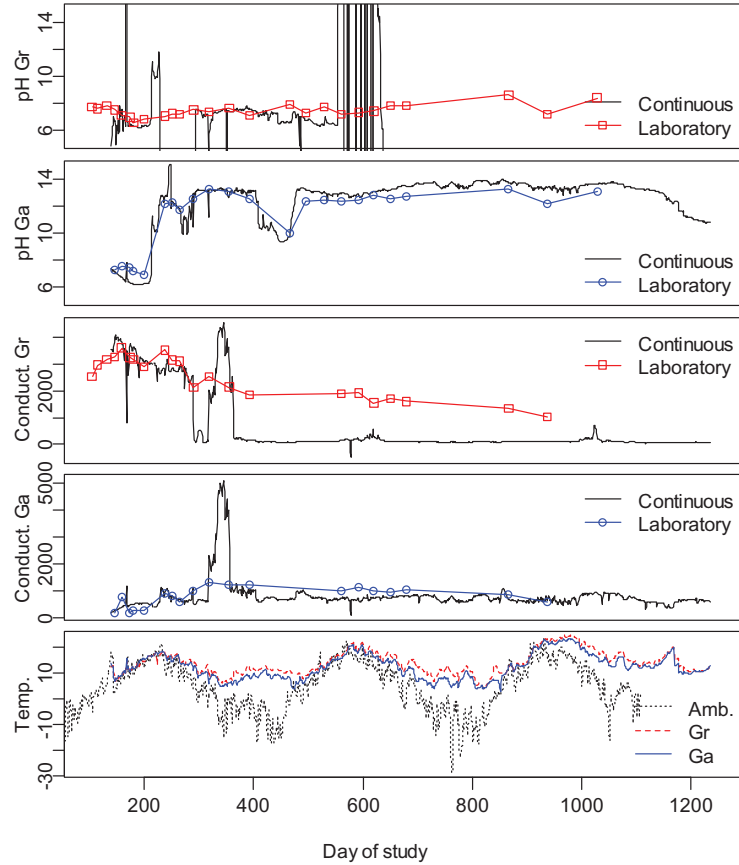 14
10
6
pH Gr
Continuous
Laboratory
14
10
6
pH Ga
Continuous
Laboratory
2000
0
Conduct. Gr
Continuous
Laboratory
5000
2000
0
Conduct. Ga
Continuous
Laboratory
10
-10
-30
Temp.
Amb.
Gr
Ga
200 400 600 800 1000 1200
Day of study